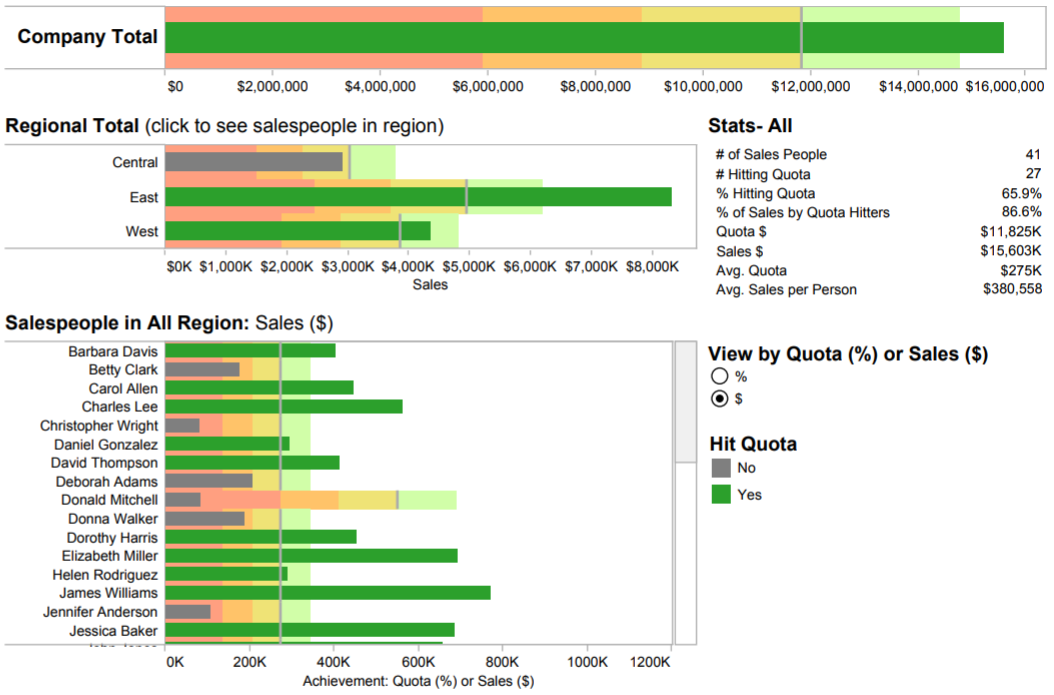 Company Total
$0 $2,000,000 $4,000,000 $6,000,000 $8,000,000 $10,000,000 $12,000,000 $14,000,000 $16,000,000
Regional Total (click to see salespeople in region)
Central
East
West
$0K $1,000K $2,000K $3,000K $4,000K $5,000K $6,000K $7,000K $8,000K
Sales
Stats- All
# of Sales People 41
# Hitting Quota 27
% Hitting Quota 65.9%
% of Sales by Quota Hitters 86.6%
Quota $ $11,825K
Sales $ $15,603K
Avg. Quota $275K
Avg. Sales per Person $380,558
Salespeople in All Region: Sales ($)
Barbara Davis
Betty Clark
Carol Allen
Charles Lee
Christopher Wright
Daniel Gonzalez
David Thompson
Deborah Adams
Donald Mitchell
Donna Walker
Dorothy Harris
Elizabeth Miller
Helen Rodriguez
James Williams
Jennifer Anderson
Jessica Baker
0K 200K 400K 600K 800K 1000K 1200K
Achievement: Quota (%) or Sales ($)
View by Quota (%) or Sales ($)
%
$
Hit Quota
No
Yes